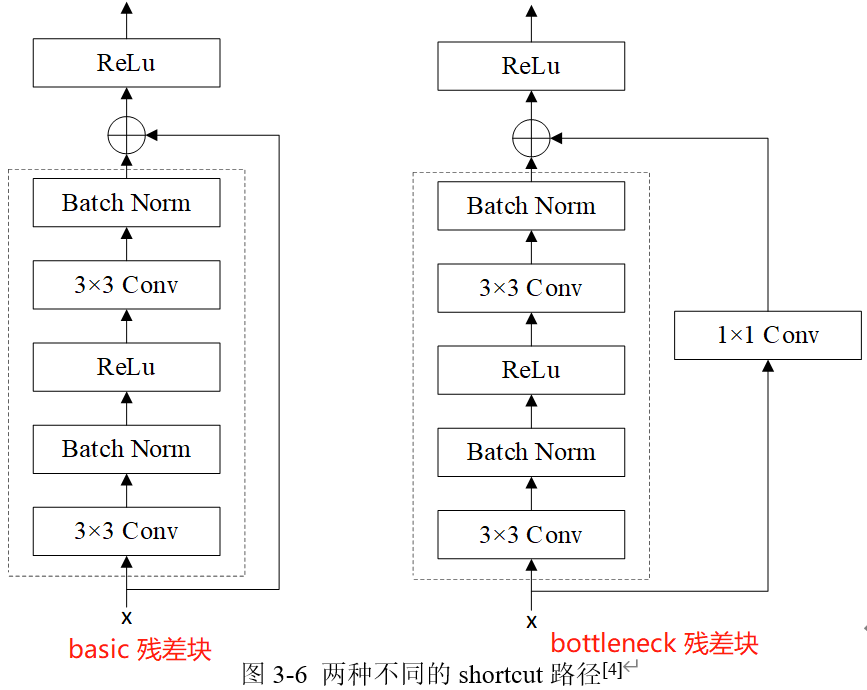 ReLu
Batch Norm
3×3 Conv
ReLu
Batch Norm
3×3 Conv
x
basic 残差块
ReLu
Batch Norm
3×3 Conv
ReLu
Batch Norm
3×3 Conv
1×1 Conv
x
bottleneck 残差块
图 3-6 两种不同的 shortcut 路径[4]